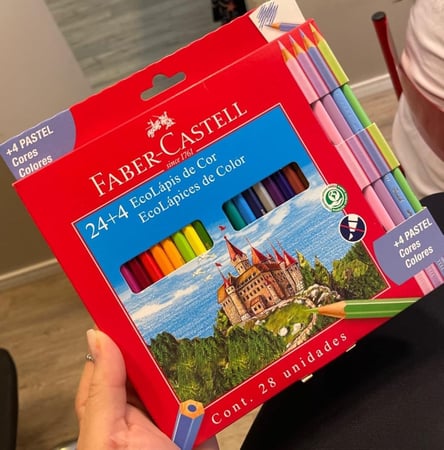 +4 PASTEL
Cores
Colores
FABER-CASTELL
since 1761
24+4 EcoLápis de Cor
EcoLápices de Color
+4 PASTEL
Cores
Colores
Cont. 28 unidades